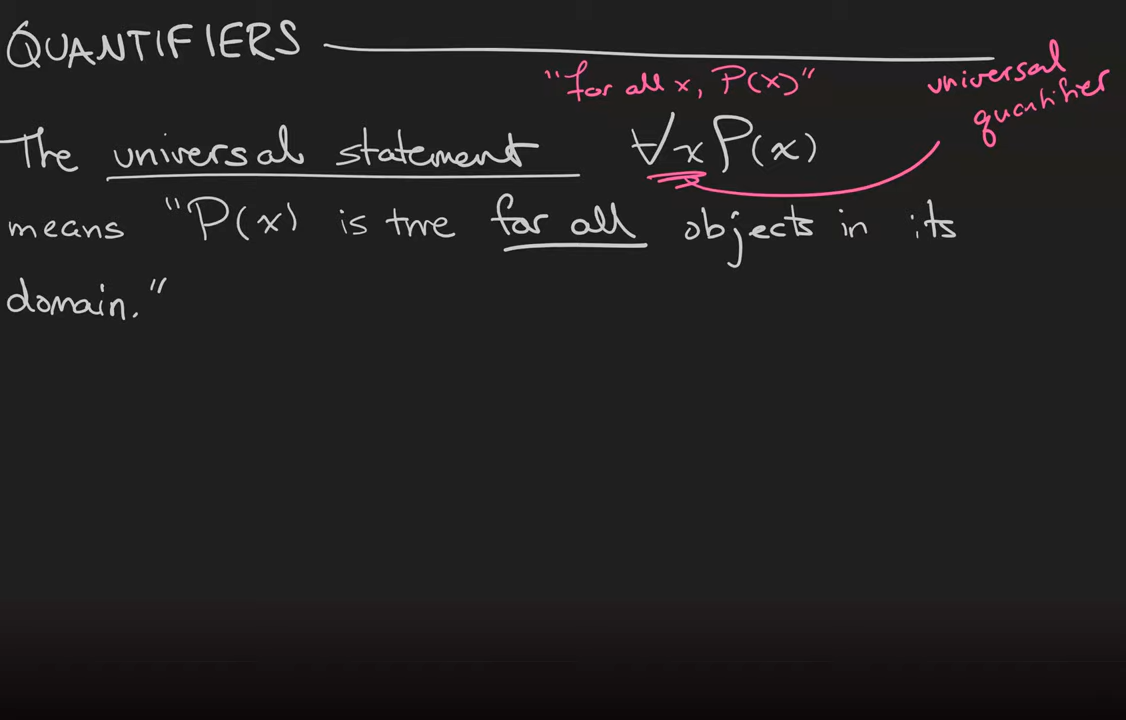 QUANTIFIERS
"for all x, P(x)"
universal
quantifier
The universal statement ∀x P(x)
means "P(x) is true for all objects in its
domain."